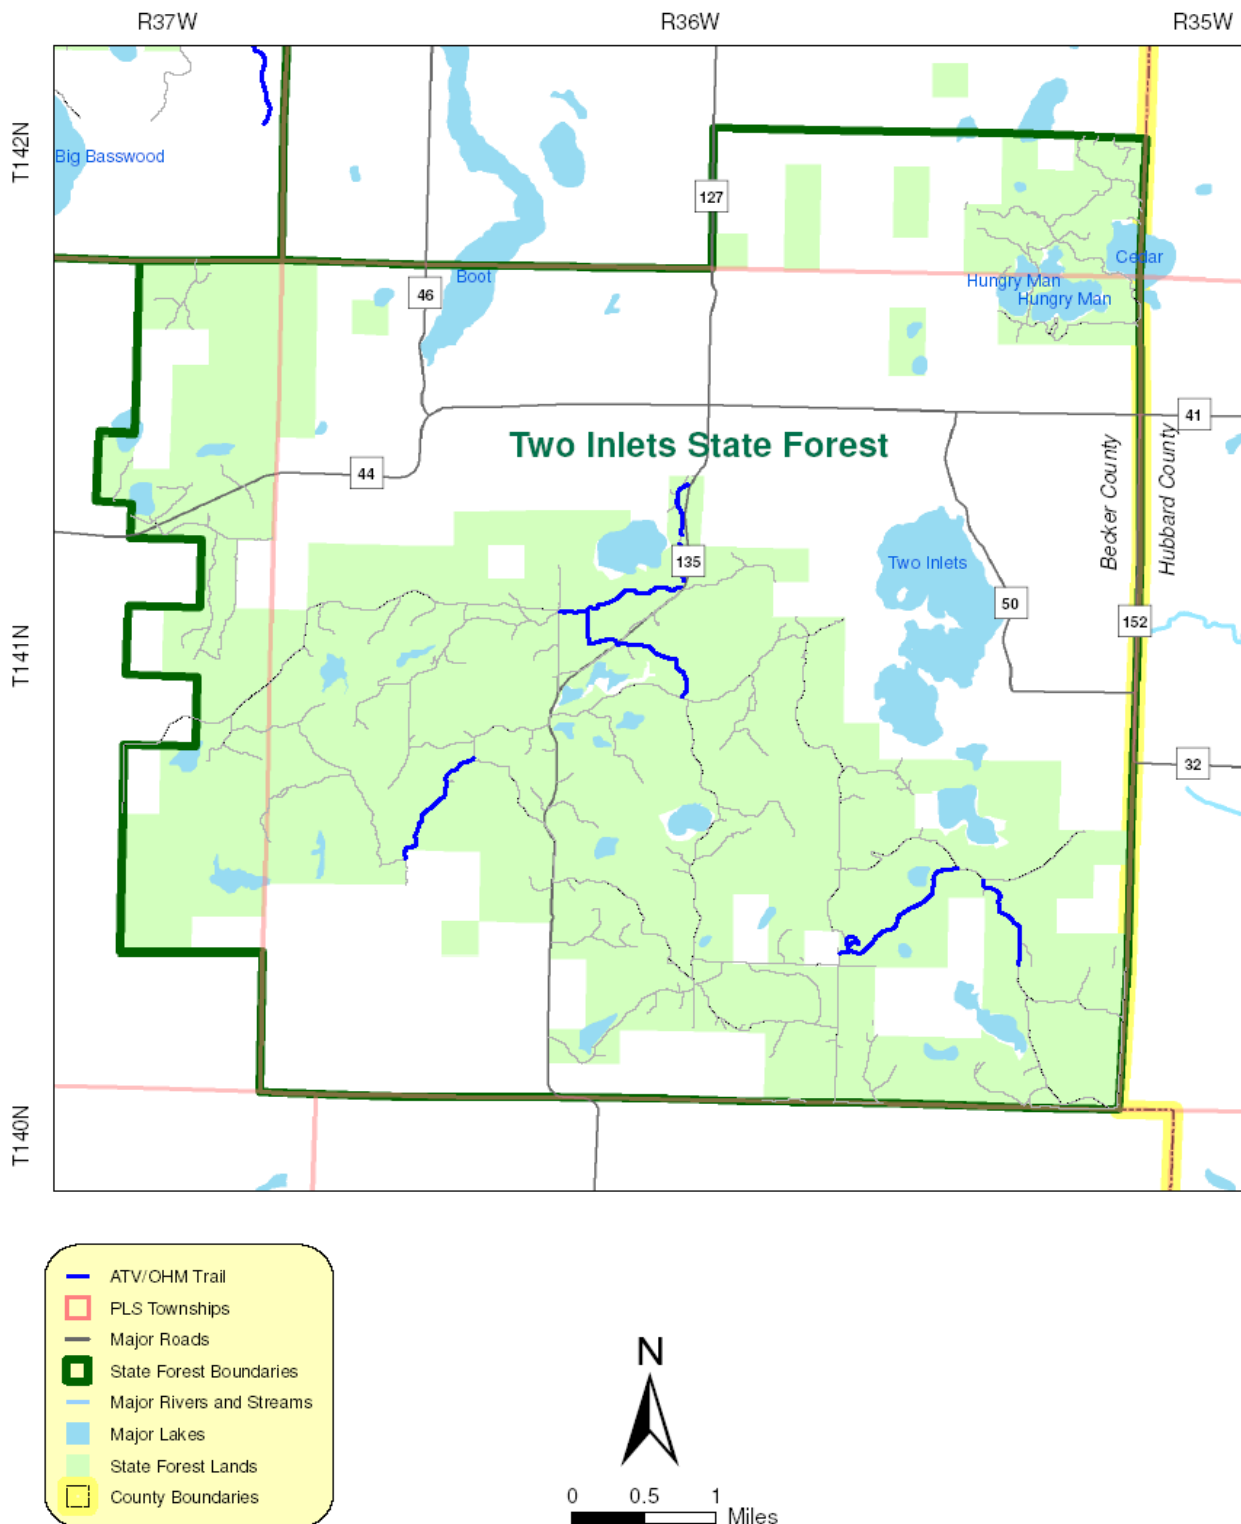 R37W
R36W
R35W
T142N
Big Basswood
127
Boot
46
Cedar
Hungry Man
Hungry Man
41
Two Inlets State Forest
44
Becker County
Hubbard County
135
Two Inlets
50
152
T141N
32
T140N
ATV/OHM Trail
PLS Townships
Major Roads
State Forest Boundaries
Major Rivers and Streams
Major Lakes
State Forest Lands
County Boundaries
N
0 0.5 1
Miles